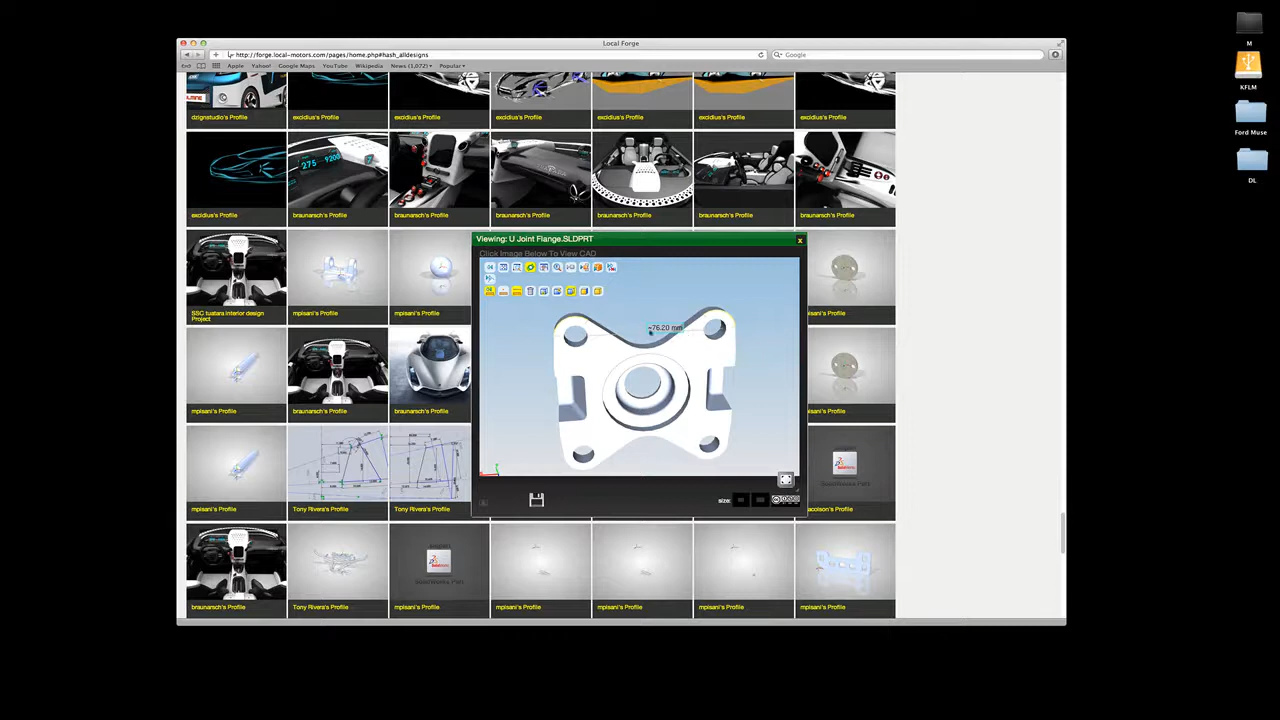 Local Forge
http://forge.local-motors.com/pages/home.php#hash_alldesigns
Google
Apple
Yahoo!
Google Maps
YouTube
Wikipedia
News (1,072)
Popular
dzignstudio's Profile
excidius's Profile
excidius's Profile
excidius's Profile
excidius's Profile
excidius's Profile
excidius's Profile
275 9200
excidius's Profile
braunarsch's Profile
braunarsch's Profile
braunarsch's Profile
braunarsch's Profile
braunarsch's Profile
braunarsch's Profile
Viewing: U Joint Flange.SLDPRT
x
Click Image Below To View CAD
~76.20 mm
size:
SSC tuatara interior design
Project
mpisani's Profile
mpisani's Profile
mpisani's Profile
mpisani's Profile
braunarsch's Profile
braunarsch's Profile
mpisani's Profile
Tony Rivera's Profile
Tony Rivera's Profile
braunarsch's Profile
Tony Rivera's Profile
mpisani's Profile
mpisani's Profile
mpisani's Profile
mpisani's Profile
mpisani's Profile
M
KFLM
Ford Muse
DL